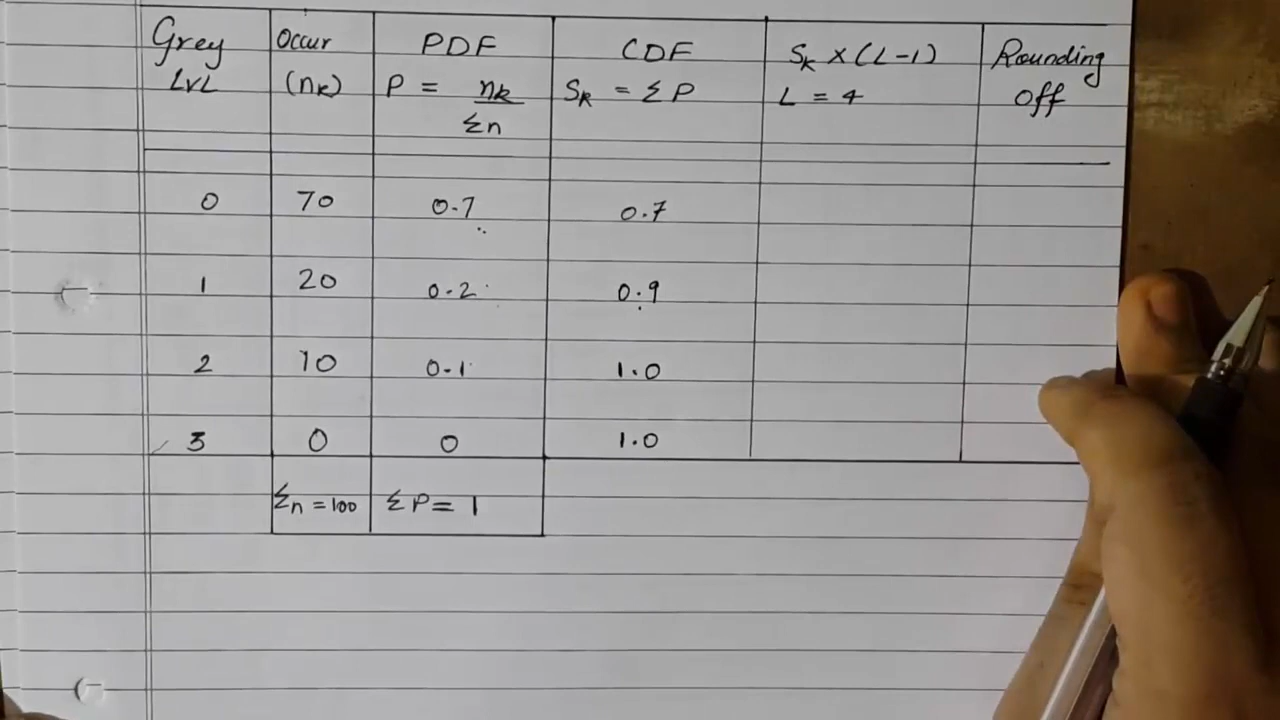 Grey Occur PDF CDF Sk × (L-1) Rounding
LvL (nk) P = nk/Σn Sk = Σ P L = 4 Off
0 70 0.7 0.7
1 20 0.2 0.9
2 10 0.1 1.0
3 0 0 1.0
Σn = 100 Σ P = 1